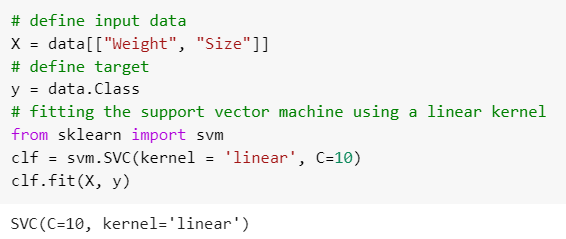 # define input data
X = data[["Weight", "Size"]]
# define target
y = data.Class
# fitting the support vector machine using a linear kernel
from sklearn import svm
clf = svm.SVC(kernel = 'linear', C=10)
clf.fit(X, y)
SVC(C=10, kernel='linear')